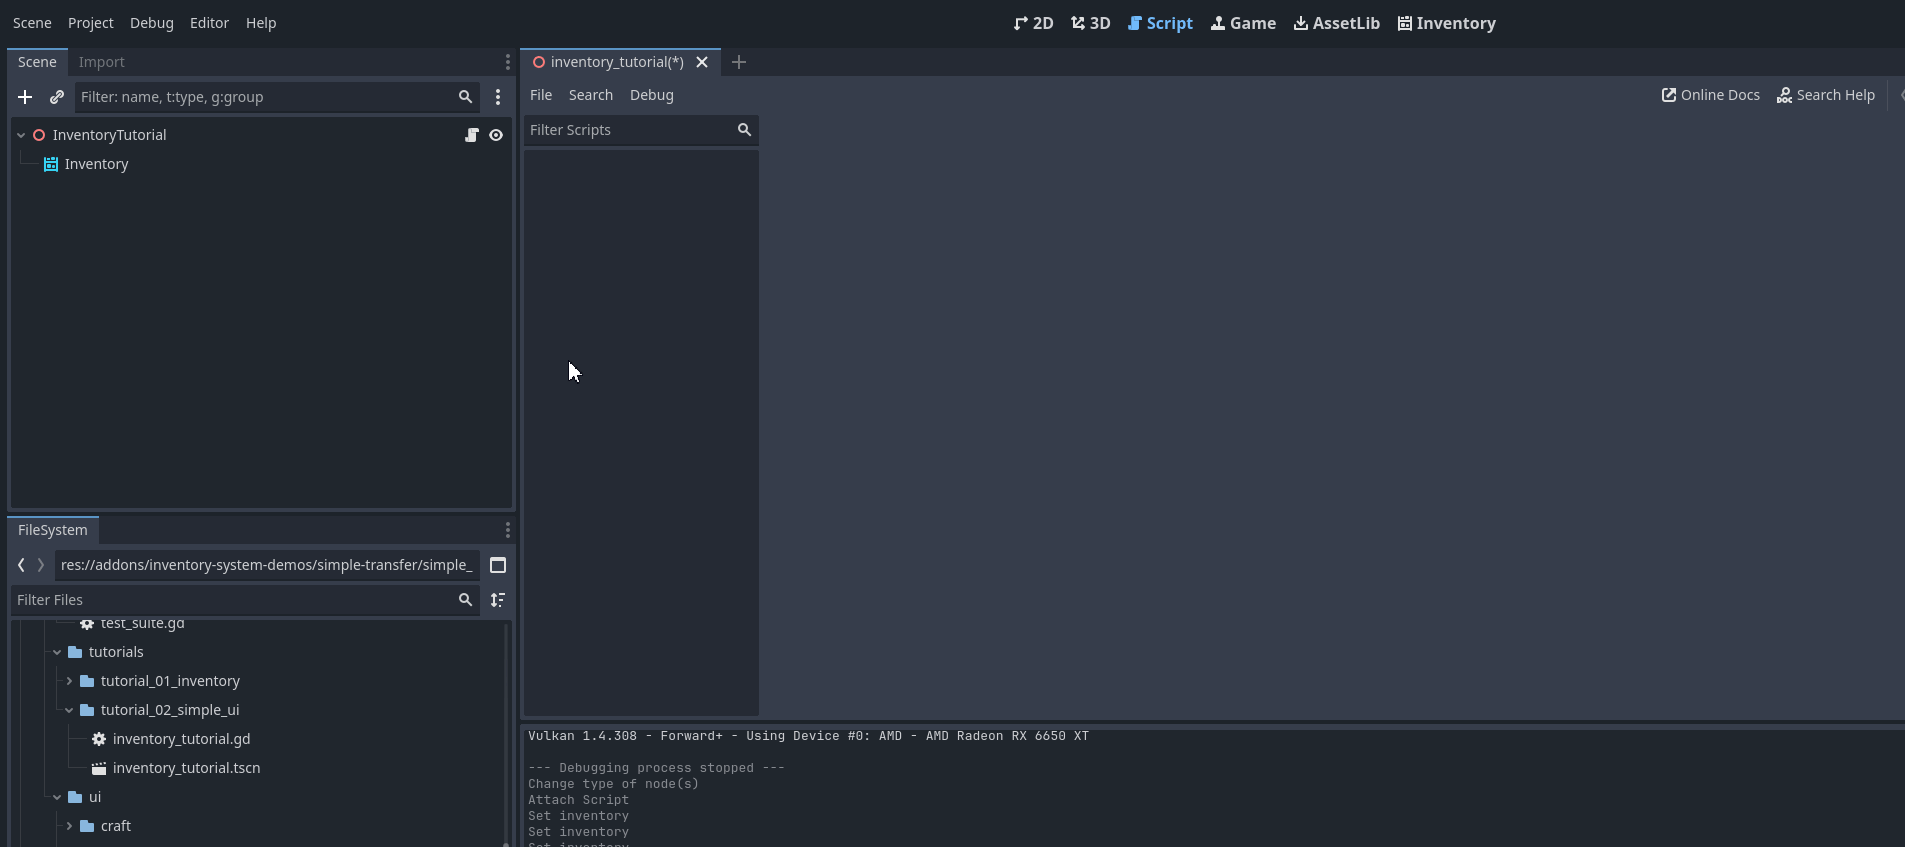 Scene Project Debug Editor Help
2D 3D Script Game AssetLib Inventory
Scene Import
Filter: name, t:type, g:group
InventoryTutorial
Inventory
inventory_tutorial(*)
File Search Debug
Online Docs DOC Search Help
Filter Scripts
FileSystem
res://addons/inventory-system-demos/simple-transfer/simple_
Filter Files
test_suite.gd
tutorials
tutorial_01_inventory
tutorial_02_simple_ui
inventory_tutorial.gd
inventory_tutorial.tscn
ui
craft
Vulkan 1.4.308 - Forward+ - Using Device #0: AMD - AMD Radeon RX 6650 XT
--- Debugging process stopped ---
Change type of node(s)
Attach Script
Set inventory
Set inventory
Set inventory